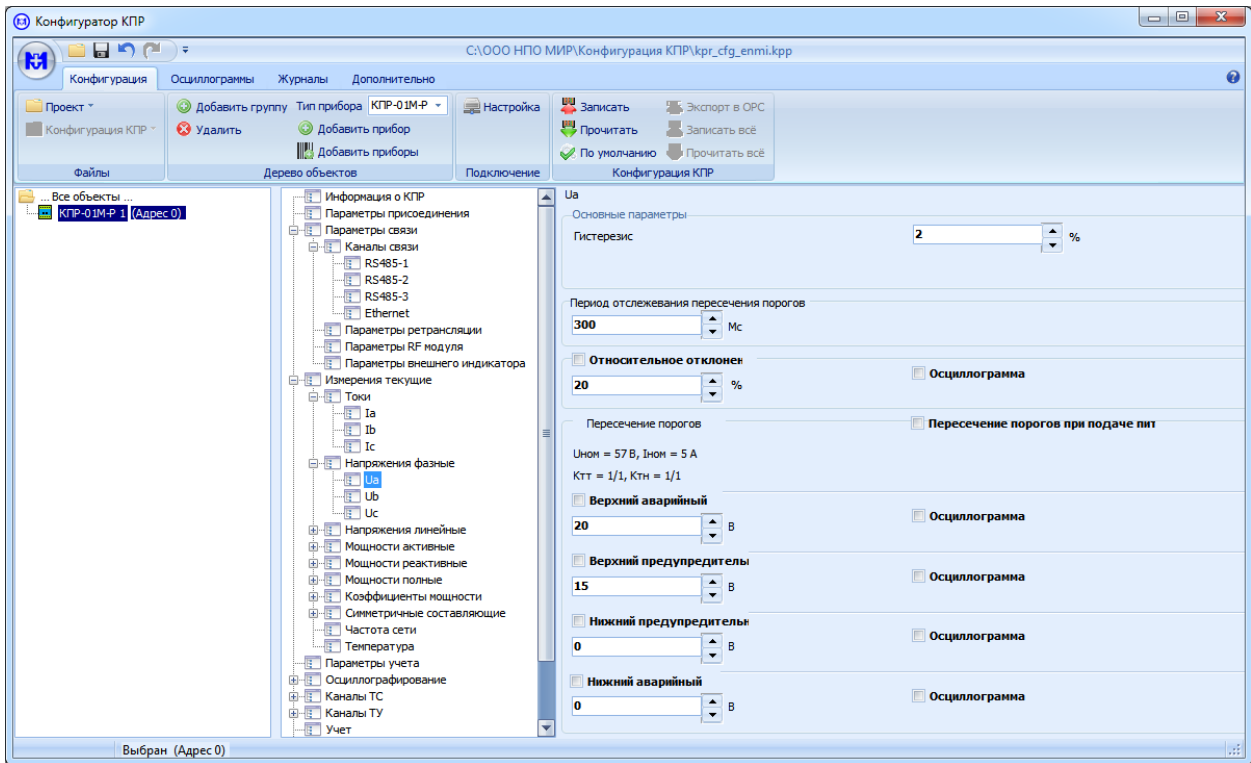 Конфигуратор КПР
C:\ООО НПО МИР\Конфигурация КПР\kpr_cfg_enmi.kpp
Конфигурация Осциллограммы Журналы Дополнительно
Проект Добавить группу Тип прибора КПР-01М-Р Настройка Записать Экспорт в OPC
Конфигурация КПР Удалить Добавить прибор Прочитать Записать всё
Добавить приборы По умолчанию Прочитать всё
Файлы Дерево объектов Подключение Конфигурация КПР
... Все объекты ...
КПР-01М-Р 1 (Адрес 0)
Информация о КПР
Параметры присоединения
Параметры связи
Каналы связи
RS485-1
RS485-2
RS485-3
Ethernet
Параметры ретрансляции
Параметры RF модуля
Параметры внешнего индикатора
Измерения текущие
Токи
Ia
Ib
Ic
Напряжения фазные
Ua
Ub
Uc
Напряжения линейные
Мощности активные
Мощности реактивные
Мощности полные
Коэффициенты мощности
Симметричные составляющие
Частота сети
Температура
Параметры учета
Осциллографирование
Каналы ТС
Каналы ТУ
Учет
Ua
Основные параметры
Гистерезис 2 %
Период отслежевания пересечения порогов
300 Мс
Относительное отклонен
20 % Осциллограмма
Пересечение порогов Пересечение порогов при подаче пит
Uном = 57 В, Iном = 5 А
Ктт = 1/1, Ктн = 1/1
Верхний аварийный
20 В Осциллограмма
Верхний предупредитель
15 В Осциллограмма
Нижний предупредительн
0 В Осциллограмма
Нижний аварийный
0 В Осциллограмма
Выбран (Адрес 0)